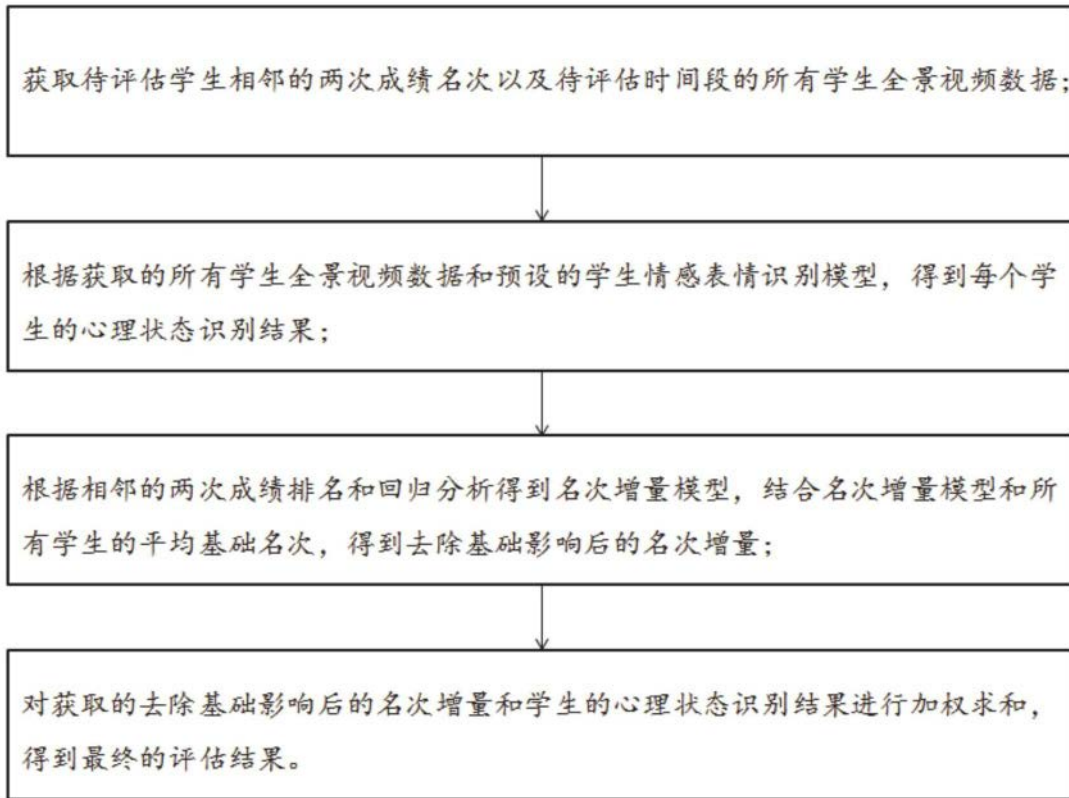 获取待评估学生相邻的两次成绩名次以及待评估时间段的所有学生全景视频数据；
根据获取的所有学生全景视频数据和预设的学生情感表情识别模型，得到每个学
生的心理状态识别结果；
根据相邻的两次成绩排名和回归分析得到名次增量模型，结合名次增量模型和所
有学生的平均基础名次，得到去除基础影响后的名次增量；
对获取的去除基础影响后的名次增量和学生的心理状态识别结果进行加权求和，
得到最终的评估结果。